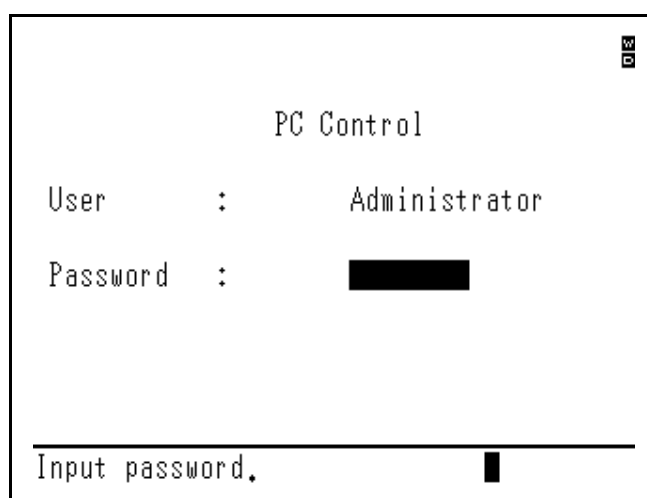 W
D
PC Control
User : Administrator
Password :
Input password.